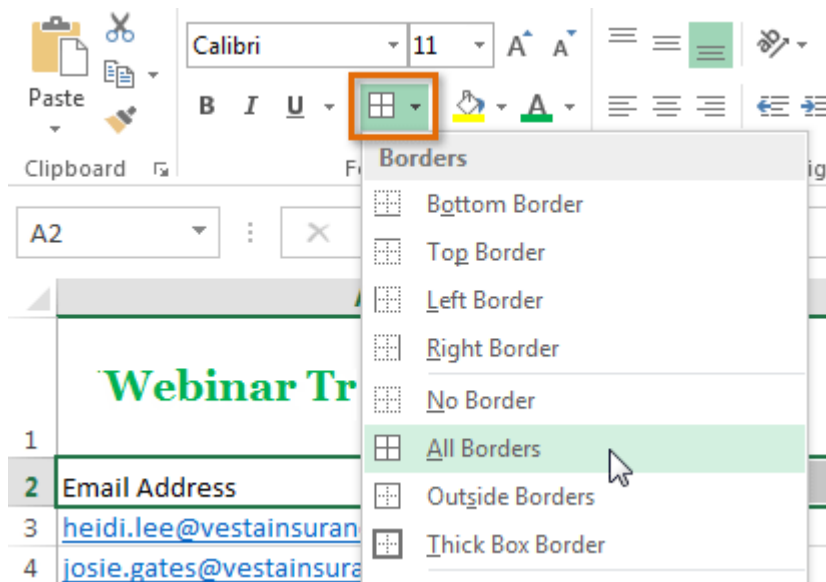 Calibri 11 A A
Paste B I U A
Clipboard
Borders
Bottom Border
Top Border
Left Border
Right Border
No Border
All Borders
Outside Borders
Thick Box Border
A2
Webinar Tr
1
2 Email Address
3 heidi.lee@vestainsuran
4 josie.gates@vestainsura